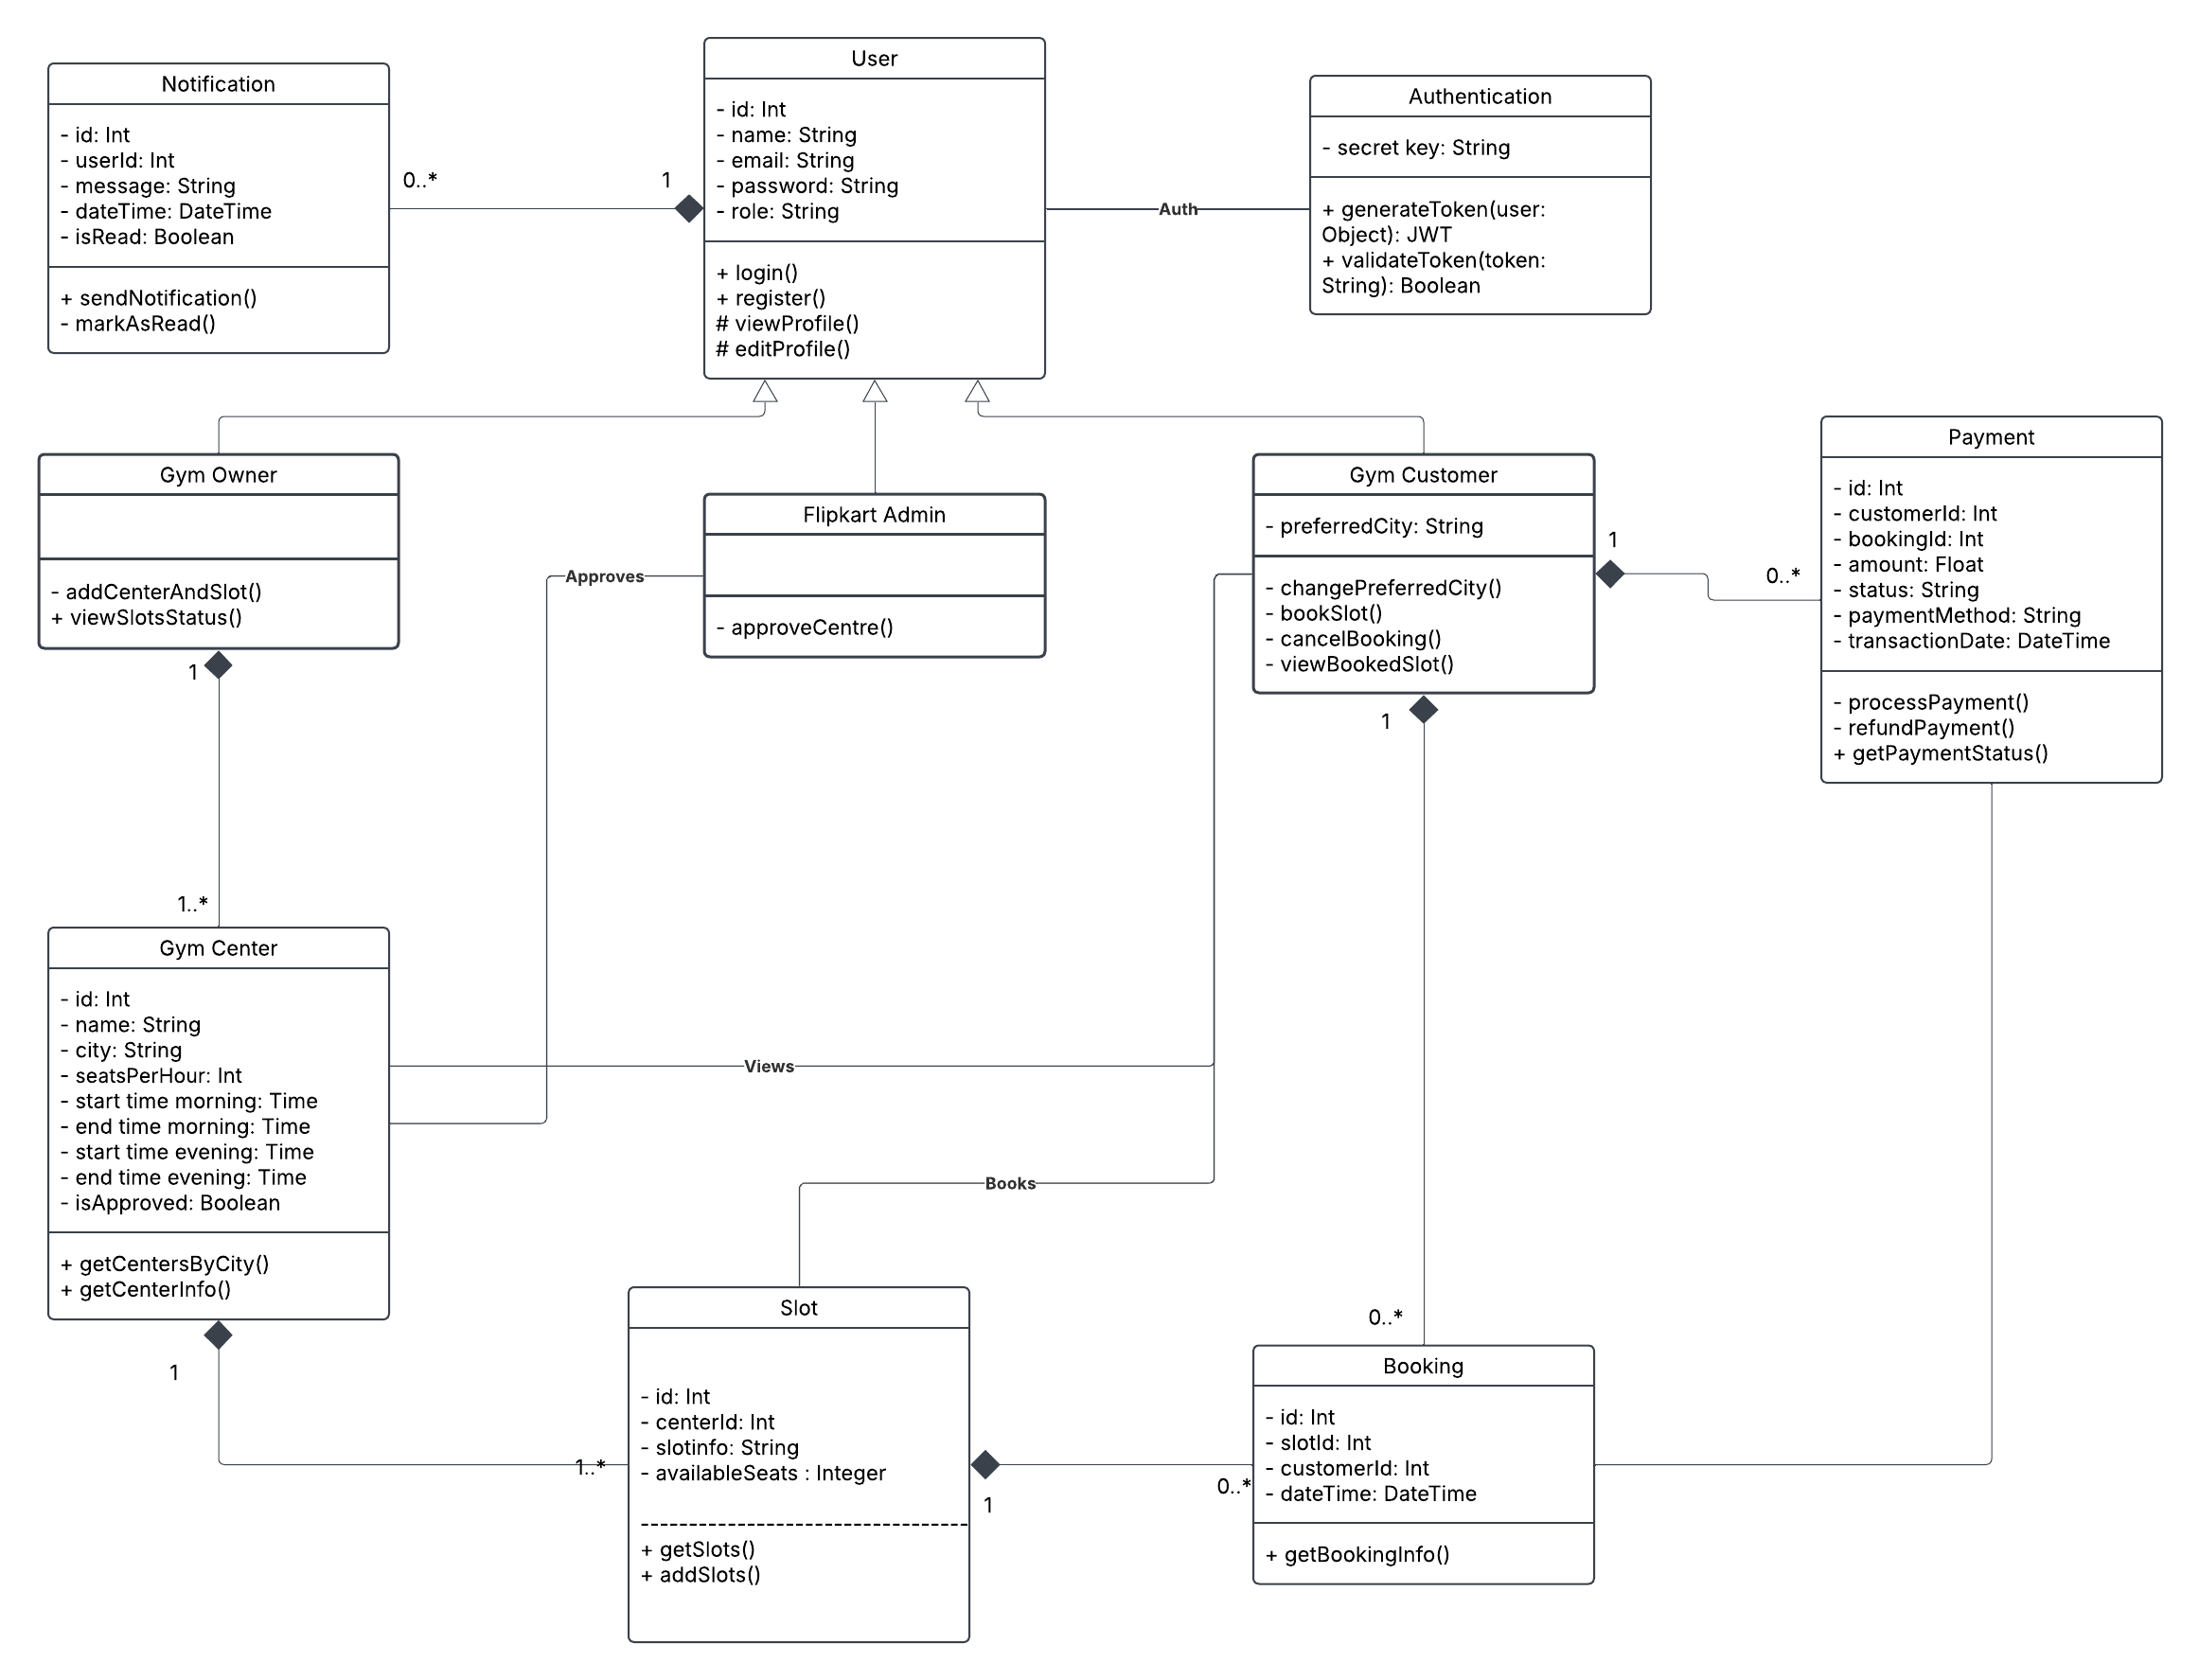 Notification
- id: Int
- userId: Int
- message: String
- dateTime: DateTime
- isRead: Boolean
+ sendNotification()
- markAsRead()
0..*
1
User
- id: Int
- name: String
- email: String
- password: String
- role: String
+ login()
+ register()
# viewProfile()
# editProfile()
Auth
Authentication
- secret key: String
+ generateToken(user:
Object): JWT
+ validateToken(token:
String): Boolean
Gym Owner
- addCenterAndSlot()
+ viewSlotsStatus()
1
1..*
Approves
Flipkart Admin
- approveCentre()
Gym Customer
- preferredCity: String
- changePreferredCity()
- bookSlot()
- cancelBooking()
- viewBookedSlot()
1
0..*
1
0..*
Payment
- id: Int
- customerId: Int
- bookingId: Int
- amount: Float
- status: String
- paymentMethod: String
- transactionDate: DateTime
- processPayment()
- refundPayment()
+ getPaymentStatus()
Gym Center
- id: Int
- name: String
- city: String
- seatsPerHour: Int
- start time morning: Time
- end time morning: Time
- start time evening: Time
- end time evening: Time
- isApproved: Boolean
+ getCentersByCity()
+ getCenterInfo()
Views
Books
1
1..*
Slot
- id: Int
- centerId: Int
- slotinfo: String
- availableSeats : Integer
---------------------------------
+ getSlots()
+ addSlots()
1
0..*
Booking
- id: Int
- slotId: Int
- customerId: Int
- dateTime: DateTime
+ getBookingInfo()